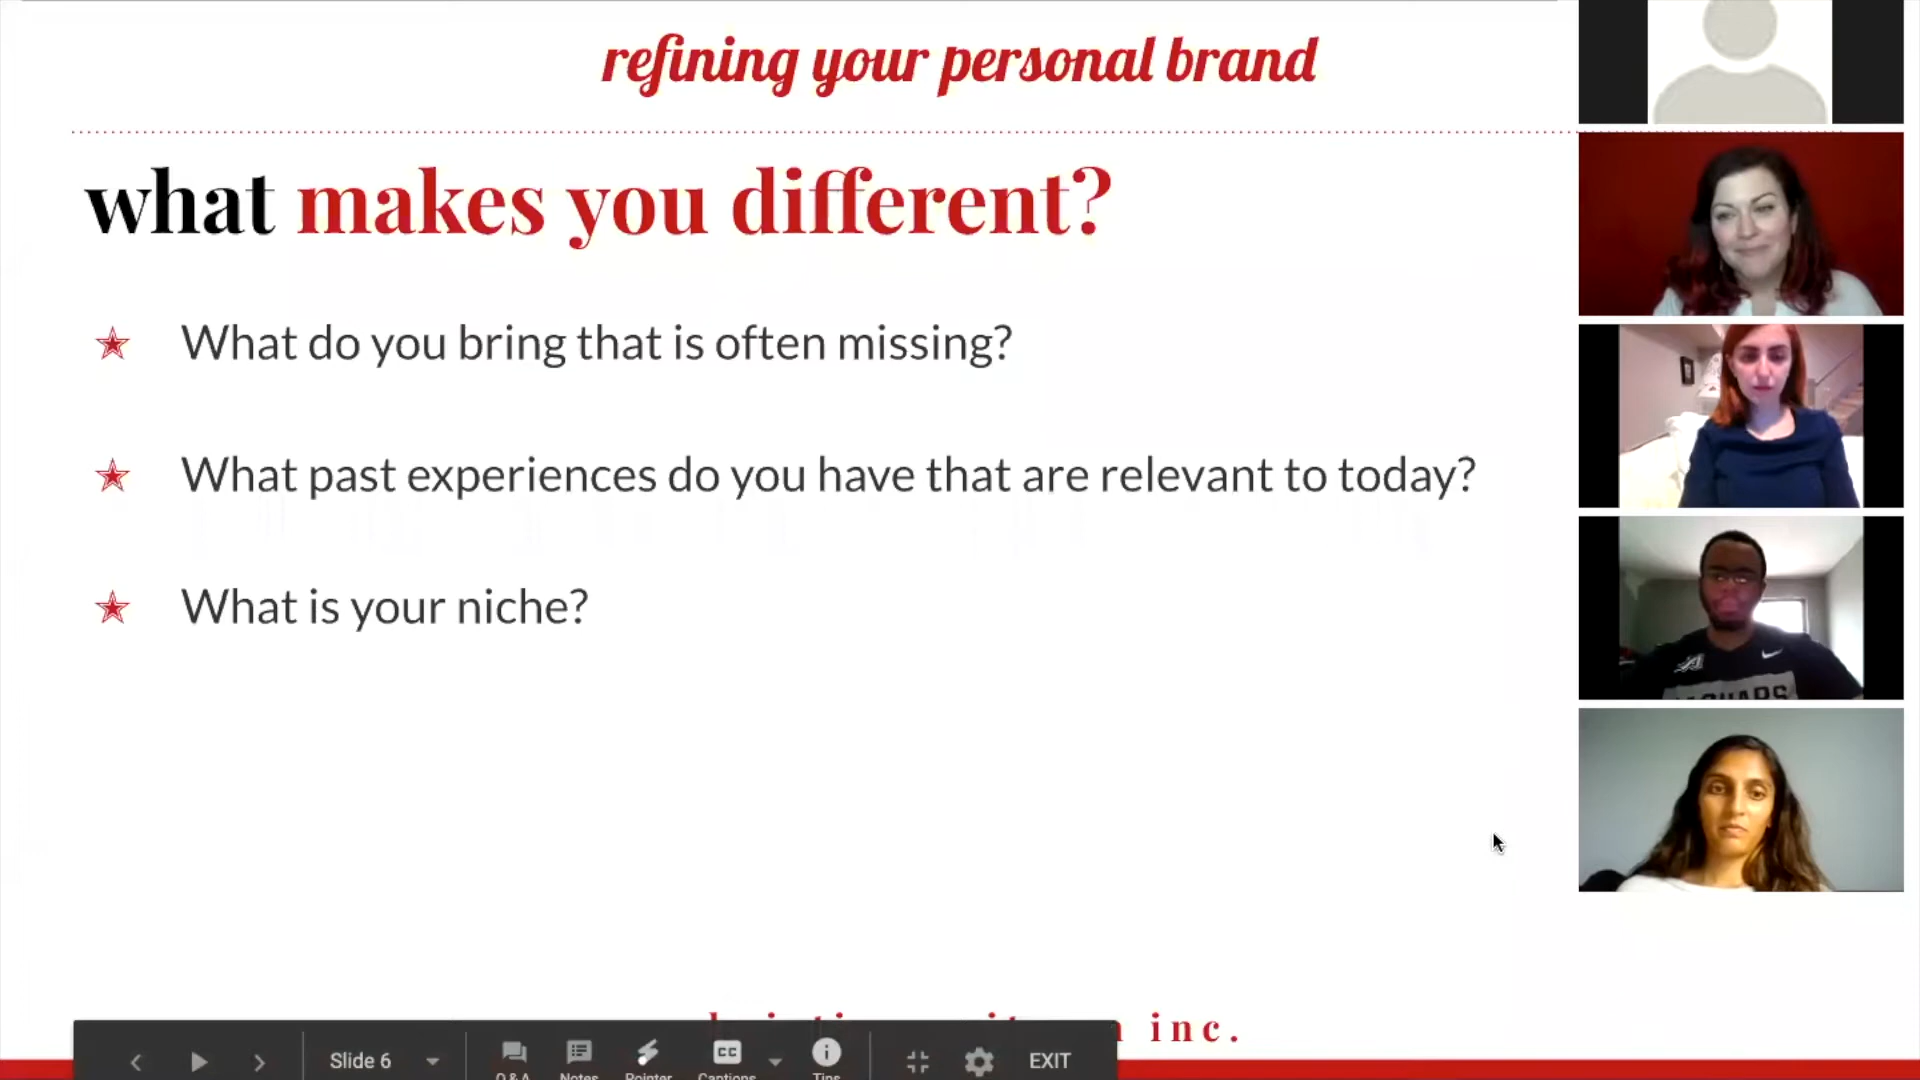 refining your personal brand
what makes you different?
What do you bring that is often missing?
What past experiences do you have that are relevant to today?
What is your niche?
inc.
Slide 6
CC
Q & A
Notes
Pointer
Captions
Tips
EXIT